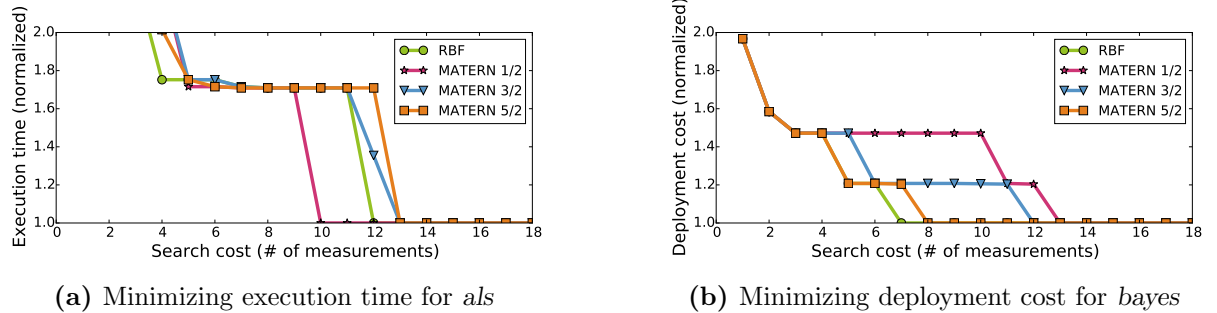 2.0
1.8
1.6
1.4
1.2
1.0
Execution time (normalized)
RBF
MATERN 1/2
MATERN 3/2
MATERN 5/2
0 2 4 6 8 10 12 14 16 18
Search cost (# of measurements)
(a) Minimizing execution time for als
2.0
1.8
1.6
1.4
1.2
1.0
Deployment cost (normalized)
RBF
MATERN 1/2
MATERN 3/2
MATERN 5/2
0 2 4 6 8 10 12 14 16 18
Search cost (# of measurements)
(b) Minimizing deployment cost for bayes